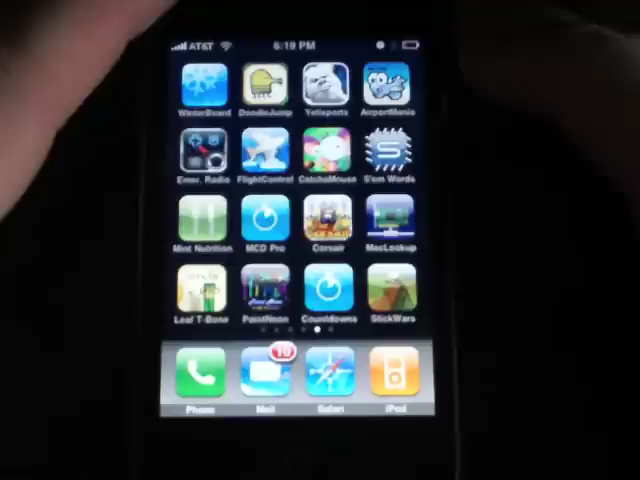 AT&T 6:19 PM
WinterBoard DoodleJump Yetisports AirportMania
Emer. Radio FlightControl CatchaMouse S'em Words
S
Mint Nutrition MCD Pro Corsair MacLookup
Leaf T-Bone PaintNeon Countdowns StickWars
10
Phone Mail Safari iPod